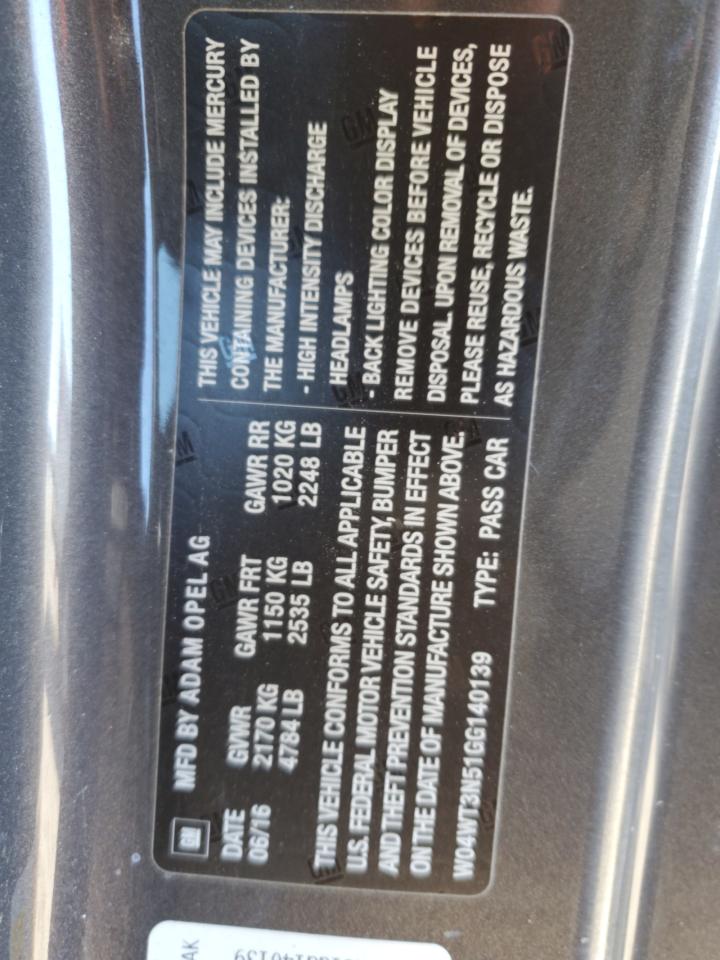 GM MFD BY ADAM OPEL AG
DATE GVWR GAWR FRT GAWR RR
06/16 2170 KG 1150 KG 1020 KG
4784 LB 2535 LB 2248 LB
THIS VEHICLE CONFORMS TO ALL APPLICABLE
U.S. FEDERAL MOTOR VEHICLE SAFETY, BUMPER
AND THEFT PREVENTION STANDARDS IN EFFECT
ON THE DATE OF MANUFACTURE SHOWN ABOVE.
W04WT3N51GG140139 TYPE: PASS CAR
THIS VEHICLE MAY INCLUDE MERCURY
CONTAINING DEVICES INSTALLED BY
THE MANUFACTURER:
- HIGH INTENSITY DISCHARGE
HEADLAMPS
- BACK LIGHTING COLOR DISPLAY
REMOVE DEVICES BEFORE VEHICLE
DISPOSAL UPON REMOVAL OF DEVICES,
PLEASE REUSE, RECYCLE OR DISPOSE
AS HAZARDOUS WASTE.
AK